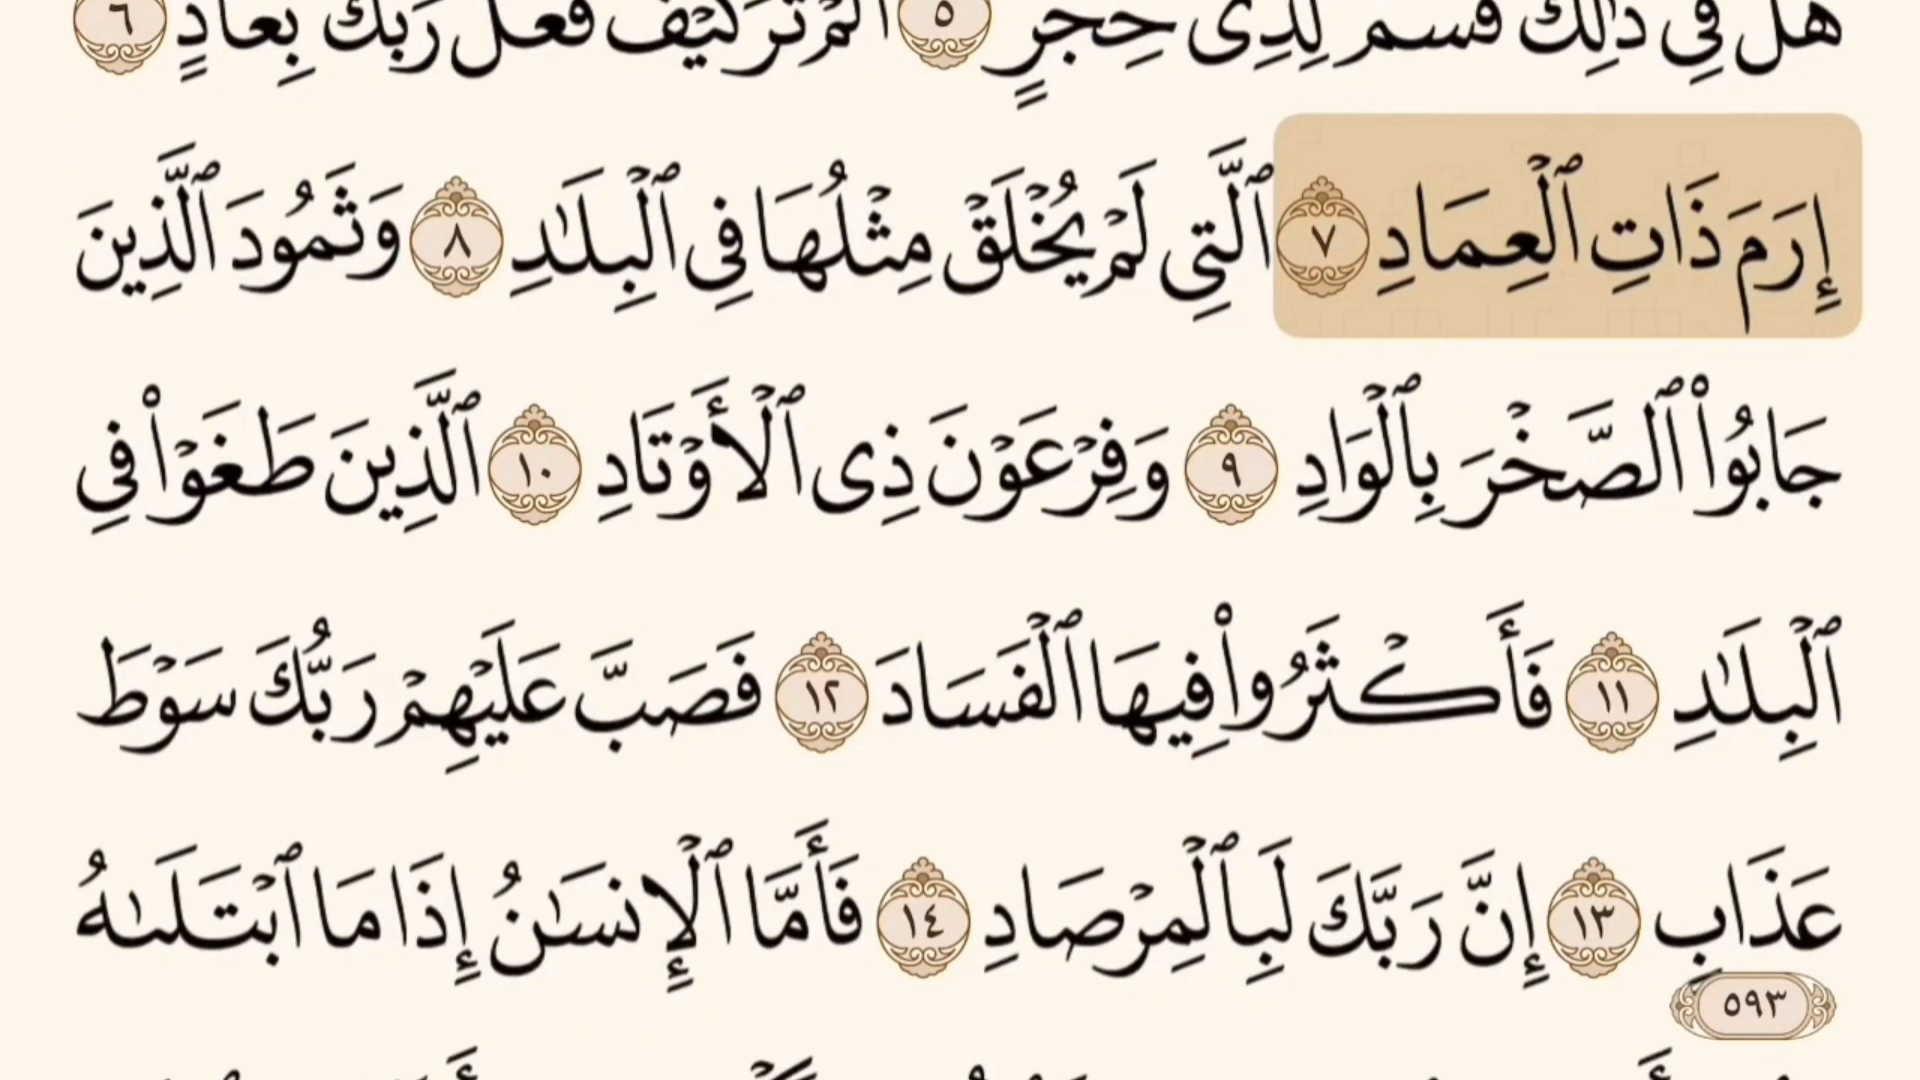 هَلْ فِي ذَٰلِكَ قَسَمٌ لِّذِى حِجْرٍ ٥ أَلَمْ تَرَ كَيْفَ فَعَلَ رَبُّكَ بِعَادٍ ٦
إِرَمَ ذَاتِ ٱلْعِمَادِ ٧ ٱلَّتِى لَمْ يُخْلَقْ مِثْلُهَا فِى ٱلْبِلَٰدِ ٨ وَثَمُودَ ٱلَّذِينَ
جَابُوا۟ ٱلصَّخْرَ بِٱلْوَادِ ٩ وَفِرْعَوْنَ ذِى ٱلْأَوْتَادِ ١٠ ٱلَّذِينَ طَغَوْا۟ فِى
ٱلْبِلَٰدِ ١١ فَأَكْثَرُوا۟ فِيهَا ٱلْفَسَادَ ١٢ فَصَبَّ عَلَيْهِمْ رَبُّكَ سَوْطَ
عَذَابٍ ١٣ إِنَّ رَبَّكَ لَبِٱلْمِرْصَادِ ١٤ فَأَمَّا ٱلْإِنسَٰنُ إِذَا مَا ٱبْتَلَىٰهُ
٥٩٣